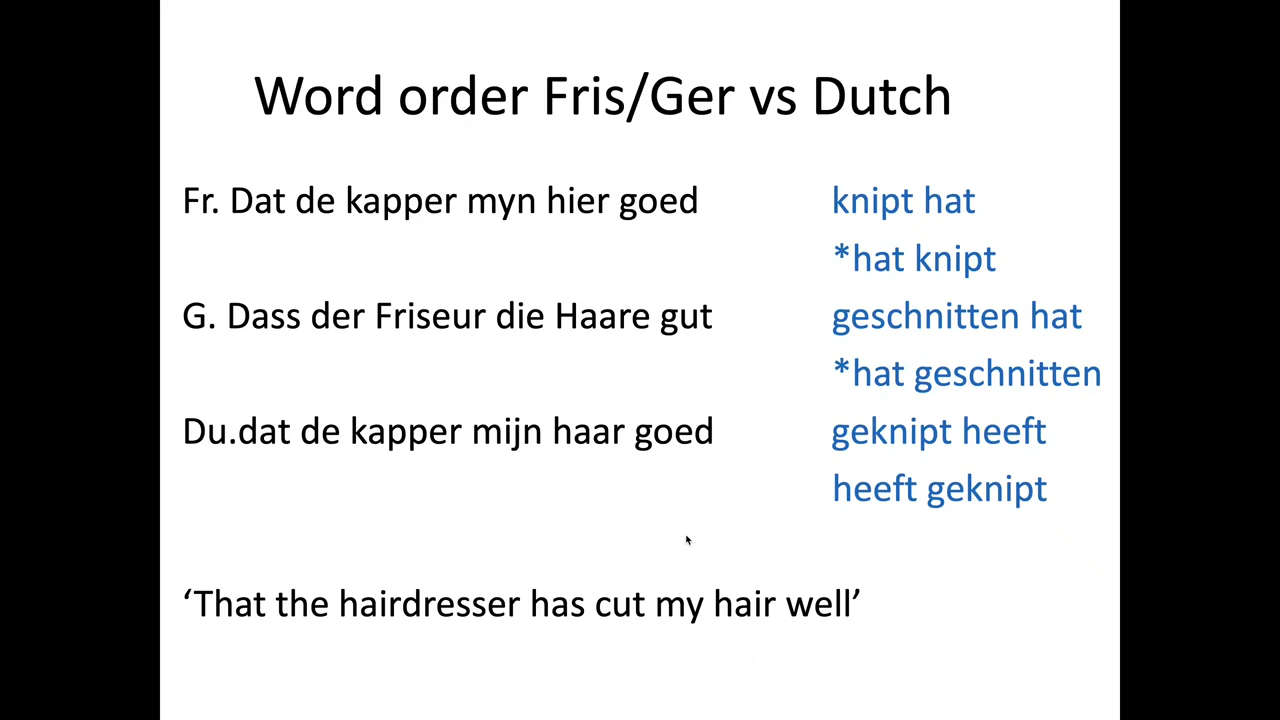 Word order Fris/Ger vs Dutch
Fr. Dat de kapper myn hier goed knipt hat
*hat knipt
G. Dass der Friseur die Haare gut geschnitten hat
*hat geschnitten
Du.dat de kapper mijn haar goed geknipt heeft
heeft geknipt
‘That the hairdresser has cut my hair well’